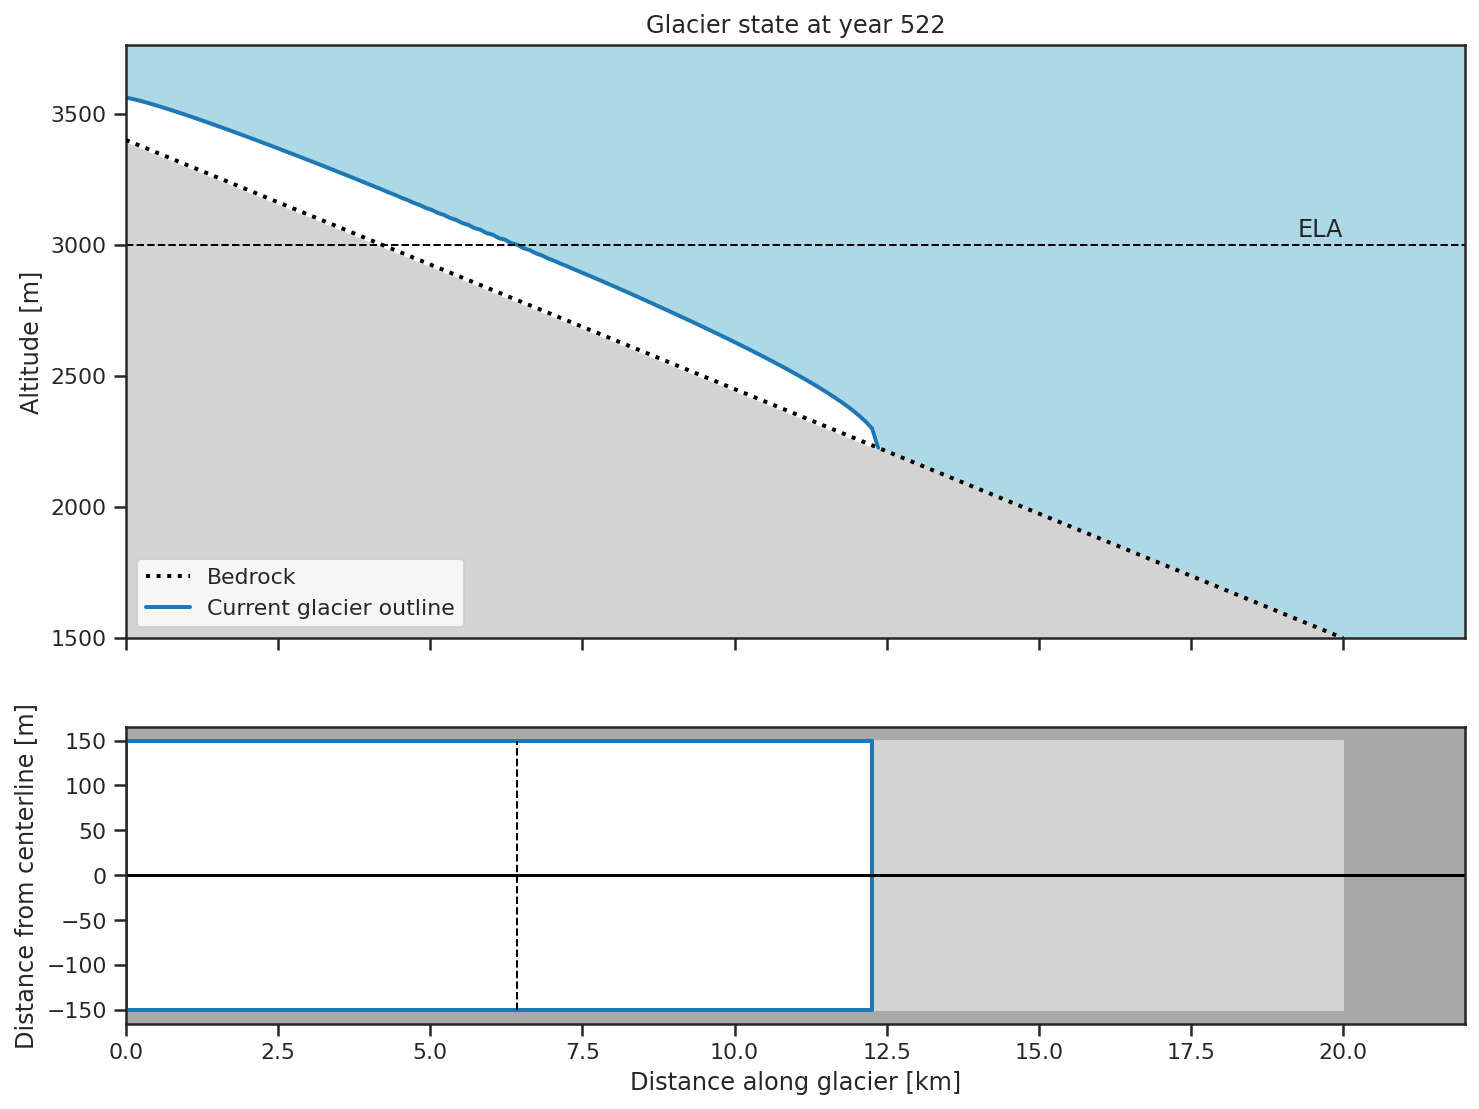 Glacier state at year 522
Altitude [m]
3500
3000
2500
2000
1500
ELA
Bedrock
Current glacier outline
Distance from centerline [m]
150
100
50
0
−50
−100
−150
0.0 2.5 5.0 7.5 10.0 12.5 15.0 17.5 20.0
Distance along glacier [km]